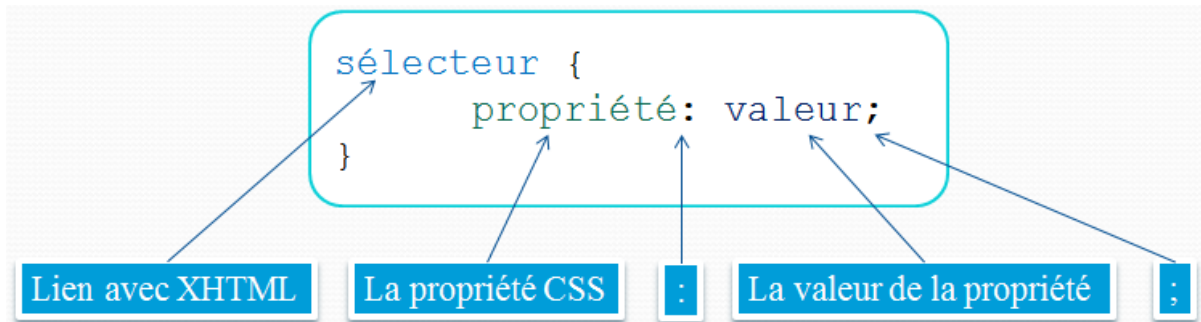 sélecteur {
propriété: valeur;
}
Lien avec XHTML La propriété CSS : La valeur de la propriété ;